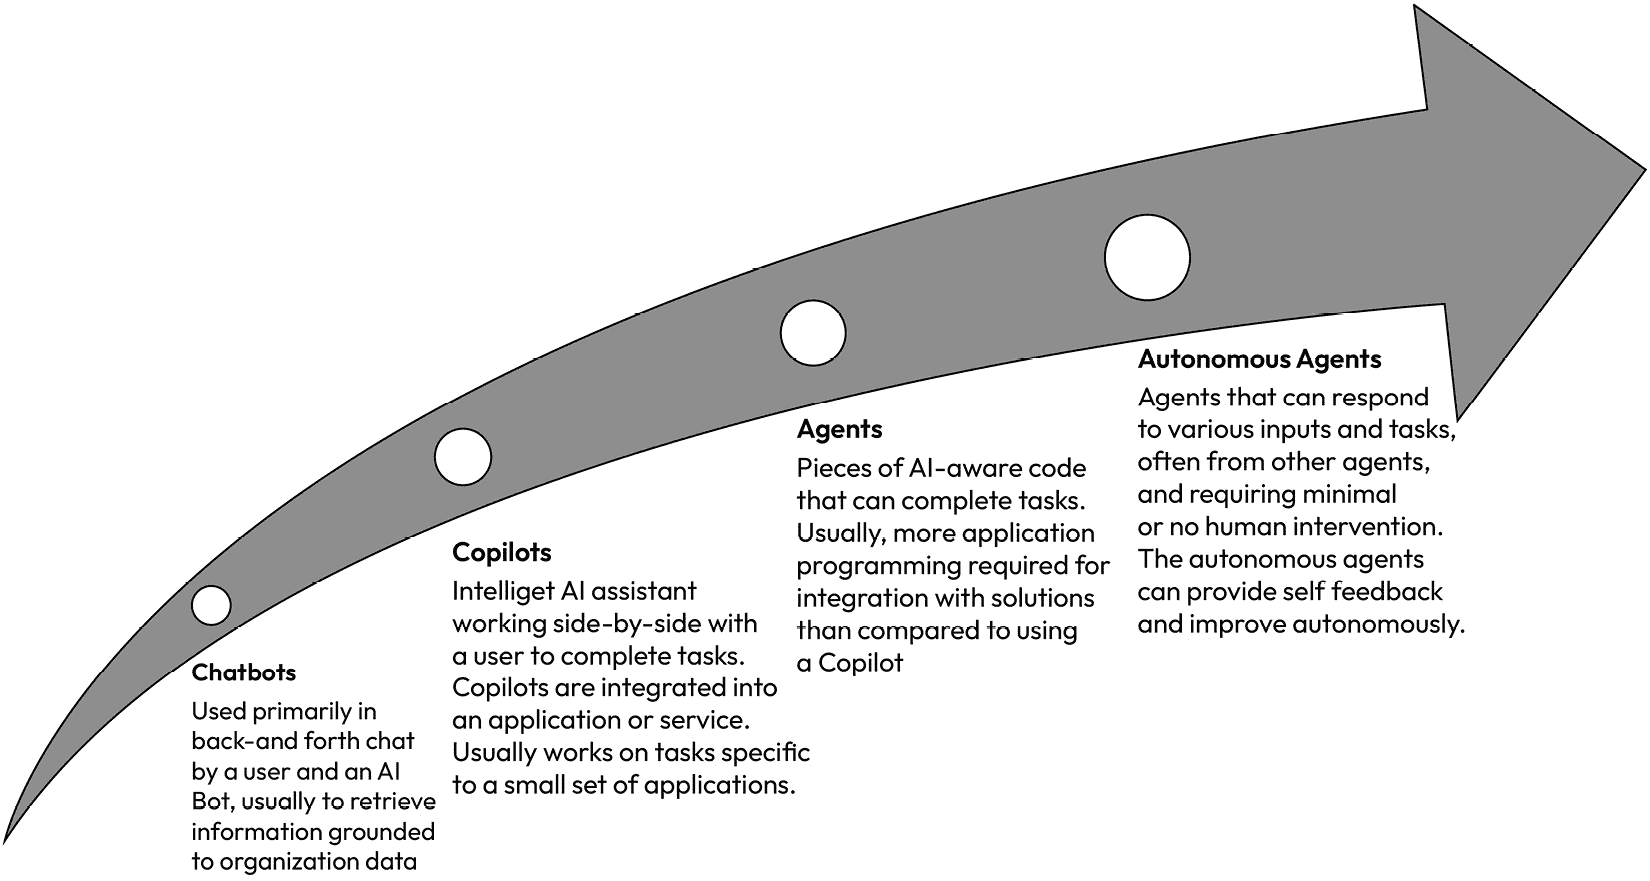 Chatbots
Used primarily in
back-and forth chat
by a user and an AI
Bot, usually to retrieve
information grounded
to organization data
Copilots
Intelliget AI assistant
working side-by-side with
a user to complete tasks.
Copilots are integrated into
an application or service.
Usually works on tasks specific
to a small set of applications.
Agents
Pieces of AI-aware code
that can complete tasks.
Usually, more application
programming required for
integration with solutions
than compared to using
a Copilot
Autonomous Agents
Agents that can respond
to various inputs and tasks,
often from other agents,
and requiring minimal
or no human intervention.
The autonomous agents
can provide self feedback
and improve autonomously.